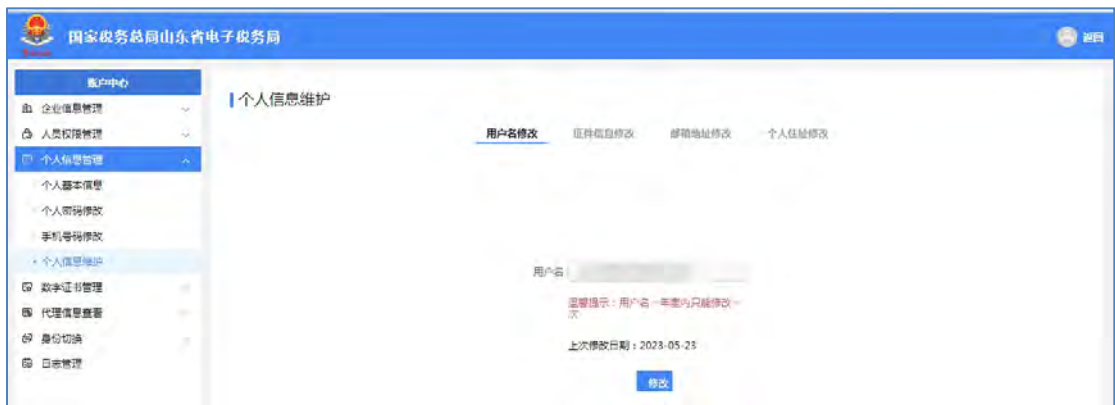 国家税务总局山东省电子税务局
返回
账户中心
企业信息管理
人员权限管理
个人信息管理
个人基本信息
个人密码修改
手机号码修改
个人信息维护
数字证书管理
代理信息查看
身份切换
日志管理
个人信息维护
用户名修改 证件信息修改 邮箱地址修改 个人住址修改
用户名
温馨提示：用户名一年度内只能修改一
次
上次修改日期：2023-05-23
修改